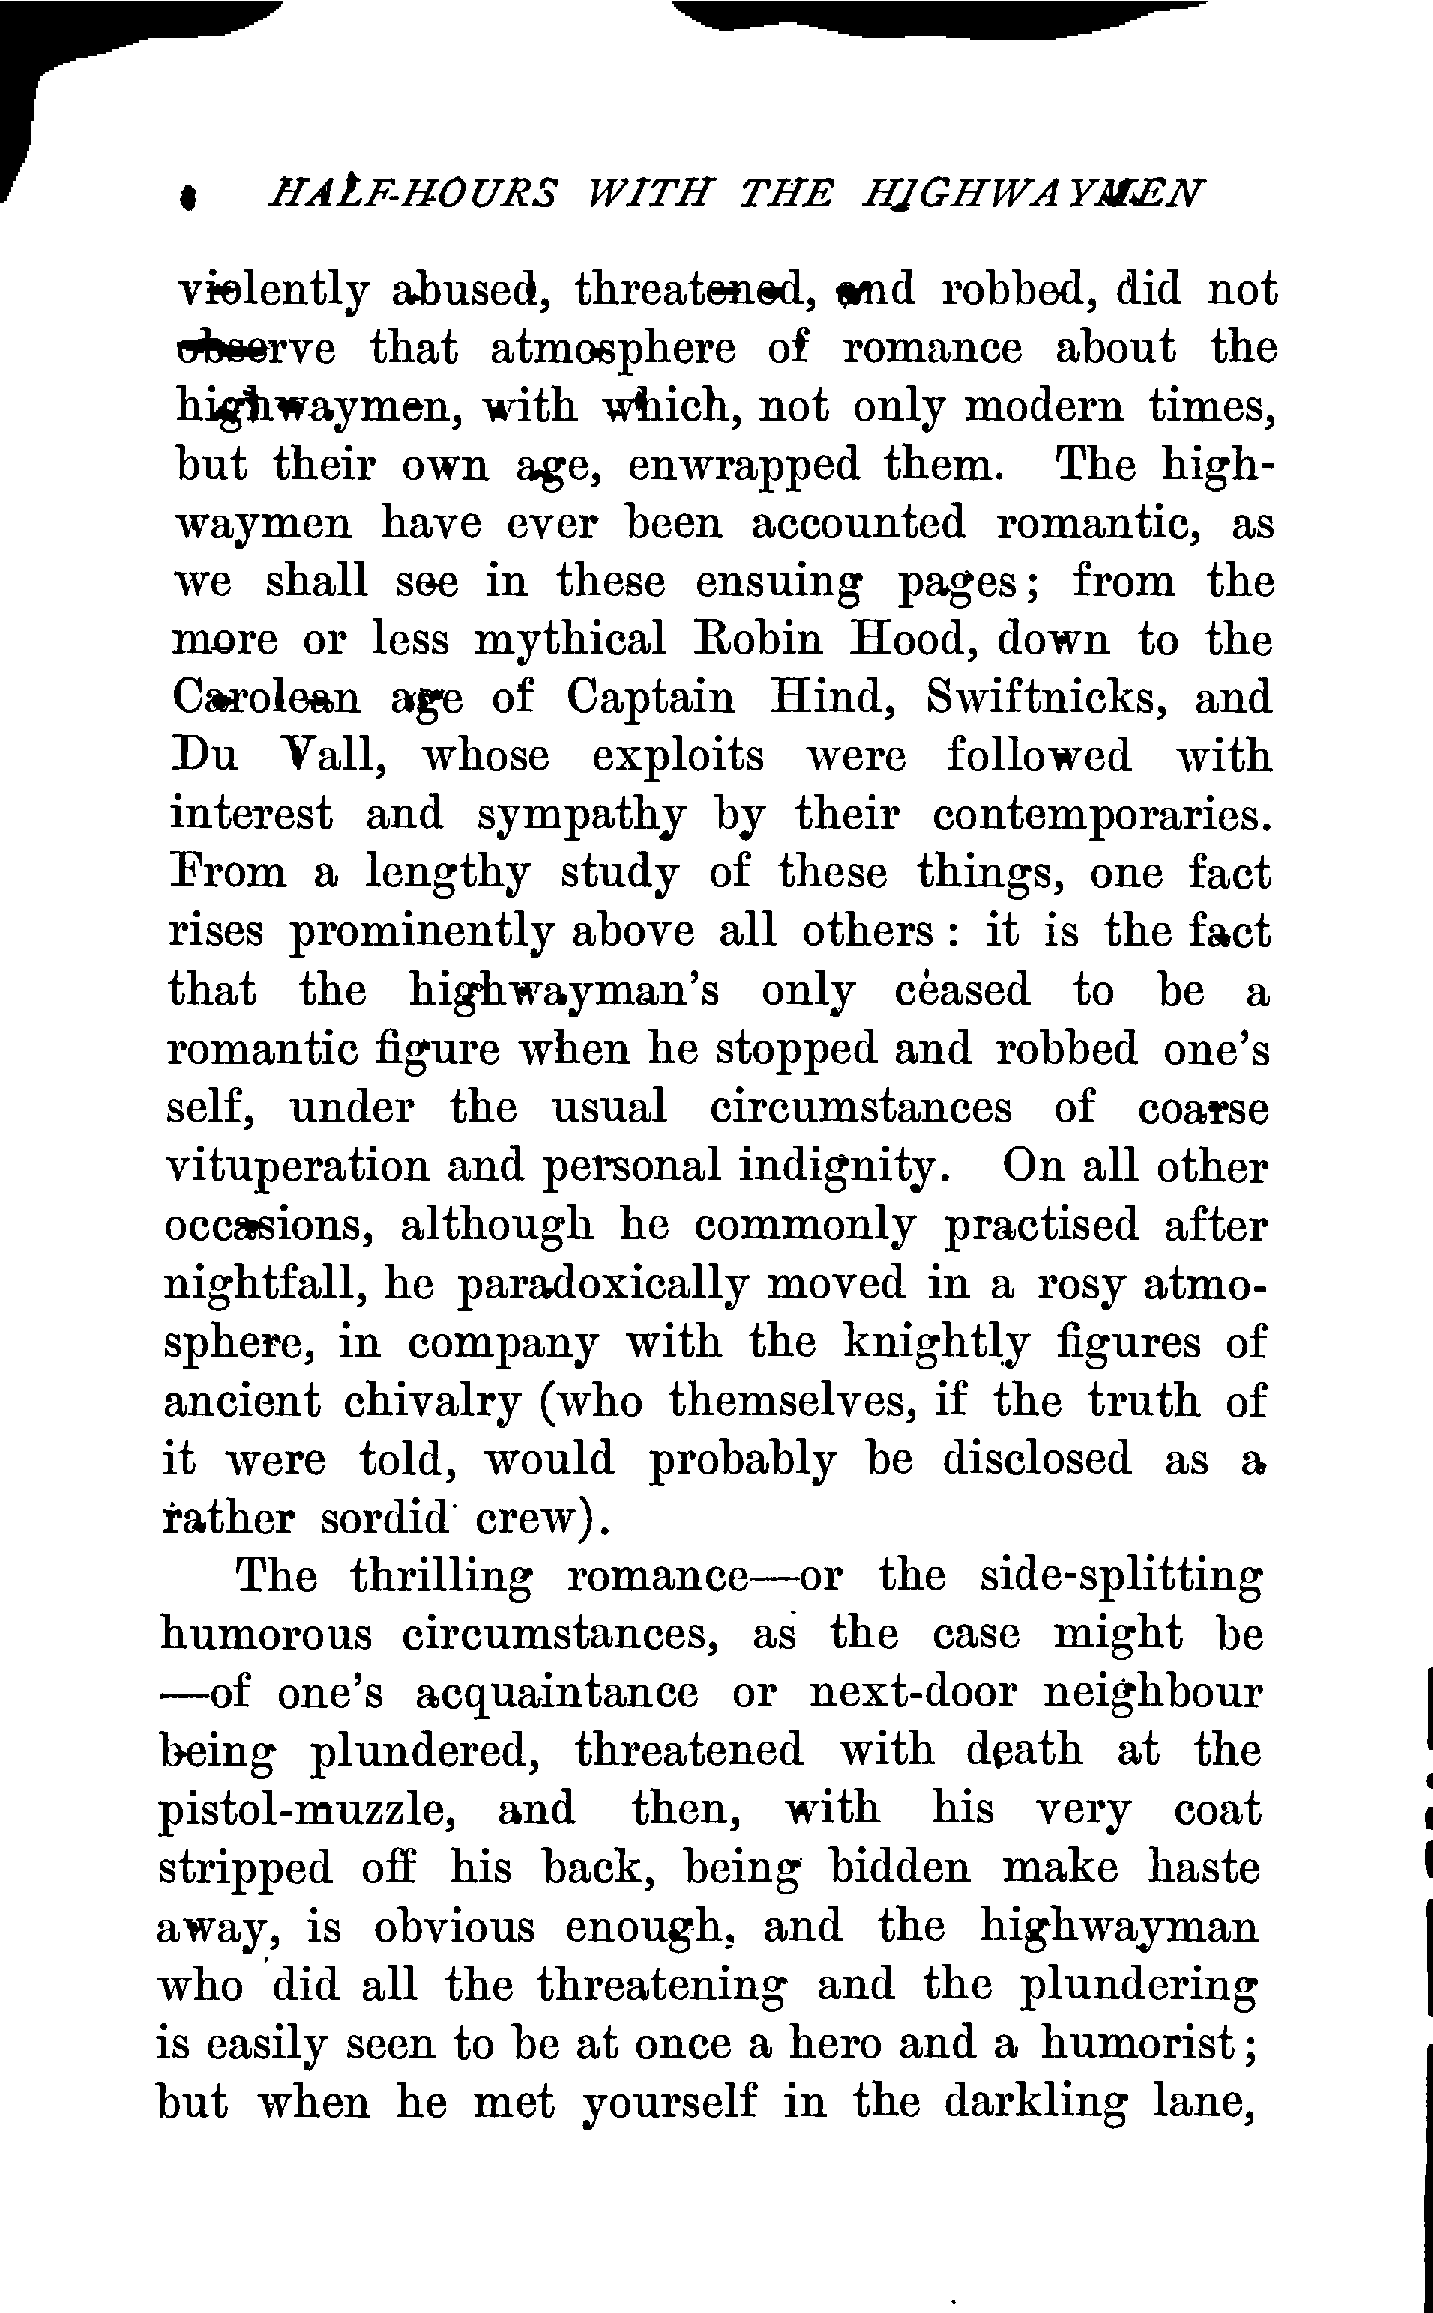 HALF-HOURS WITH THE HIGHWAYMEN
violently abused, threatened, and robbed, did not
observe that atmosphere of romance about the
highwaymen, with which, not only modern times,
but their own age, enwrapped them. The high-
waymen have ever been accounted romantic, as
we shall see in these ensuing pages; from the
more or less mythical Robin Hood, down to the
Carolean age of Captain Hind, Swiftnicks, and
Du Vall, whose exploits were followed with
interest and sympathy by their contemporaries.
From a lengthy study of these things, one fact
rises prominently above all others : it is the fact
that the highwayman's only ceased to be a
romantic figure when he stopped and robbed one's
self, under the usual circumstances of coarse
vituperation and personal indignity. On all other
occasions, although he commonly practised after
nightfall, he paradoxically moved in a rosy atmo-
sphere, in company with the knightly figures of
ancient chivalry (who themselves, if the truth of
it were told, would probably be disclosed as a
rather sordid crew).
The thrilling romance—or the side-splitting
humorous circumstances, as the case might be
—of one's acquaintance or next-door neighbour
being plundered, threatened with death at the
pistol-muzzle, and then, with his very coat
stripped off his back, being bidden make haste
away, is obvious enough, and the highwayman
who did all the threatening and the plundering
is easily seen to be at once a hero and a humorist;
but when he met yourself in the darkling lane,